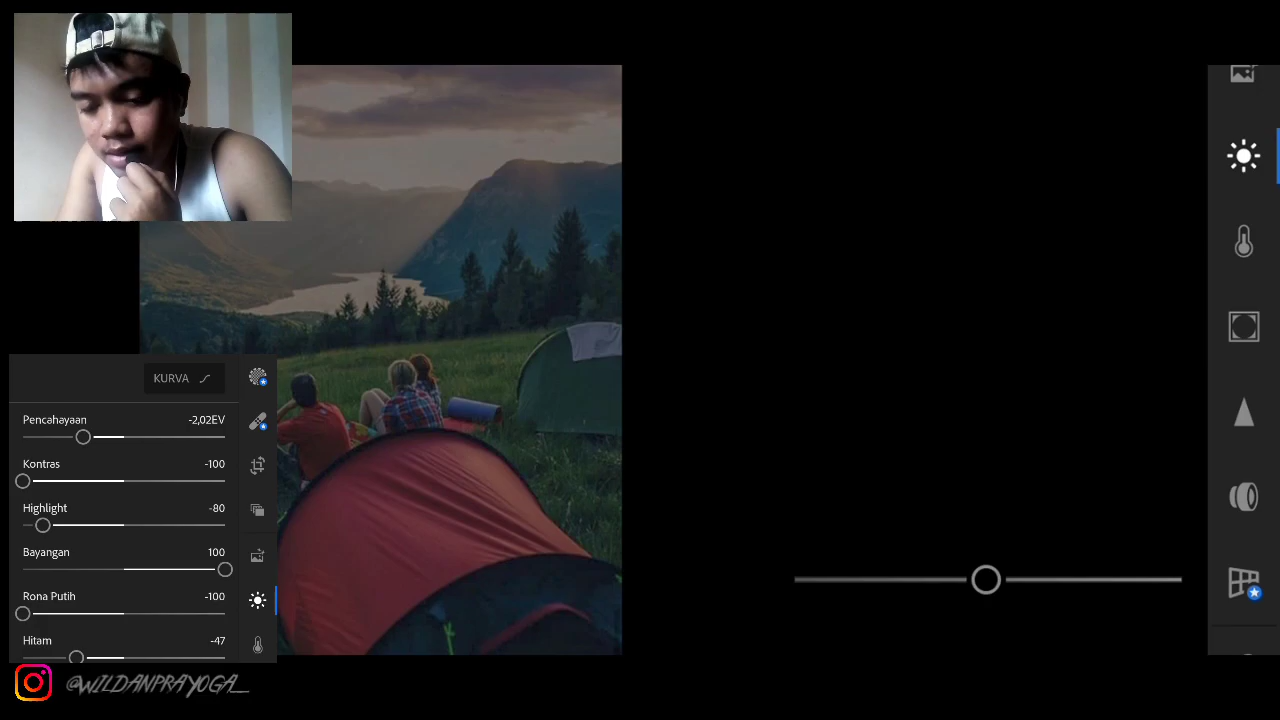 KURVA
Pencahayaan -2,02EV
Kontras -100
Highlight -80
Bayangan 100
Rona Putih -100
Hitam -47
@WILDANPRAYOGA_